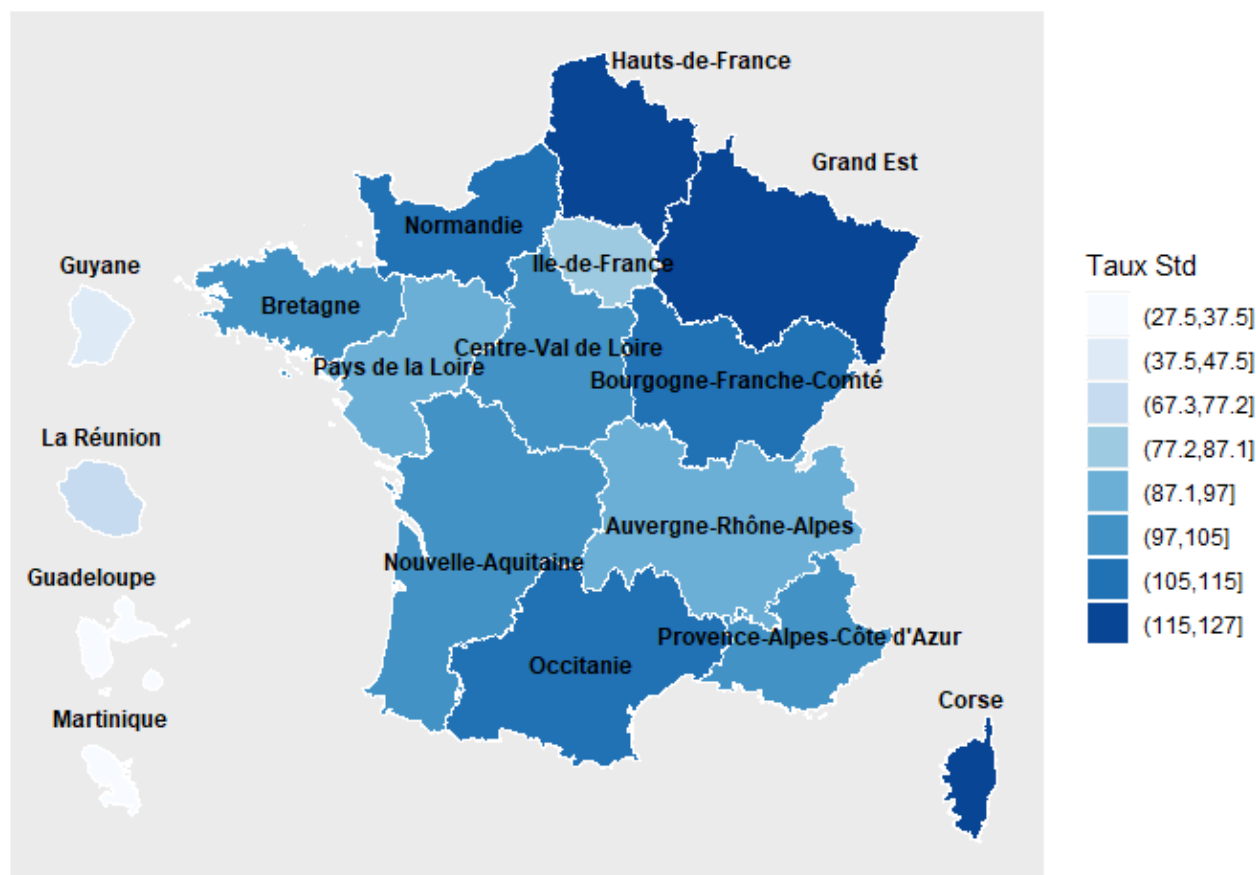 Hauts-de-France
Grand Est
Normandie
Guyane
Ile-de-France
Bretagne
Centre-Val de Loire
Pays de la Loire
Bourgogne-Franche-Comté
La Réunion
Auvergne-Rhône-Alpes
Nouvelle-Aquitaine
Guadeloupe
Provence-Alpes-Côte d'Azur
Occitanie
Corse
Martinique
Taux Std
(27.5,37.5]
(37.5,47.5]
(67.3,77.2]
(77.2,87.1]
(87.1,97]
(97,105]
(105,115]
(115,127]